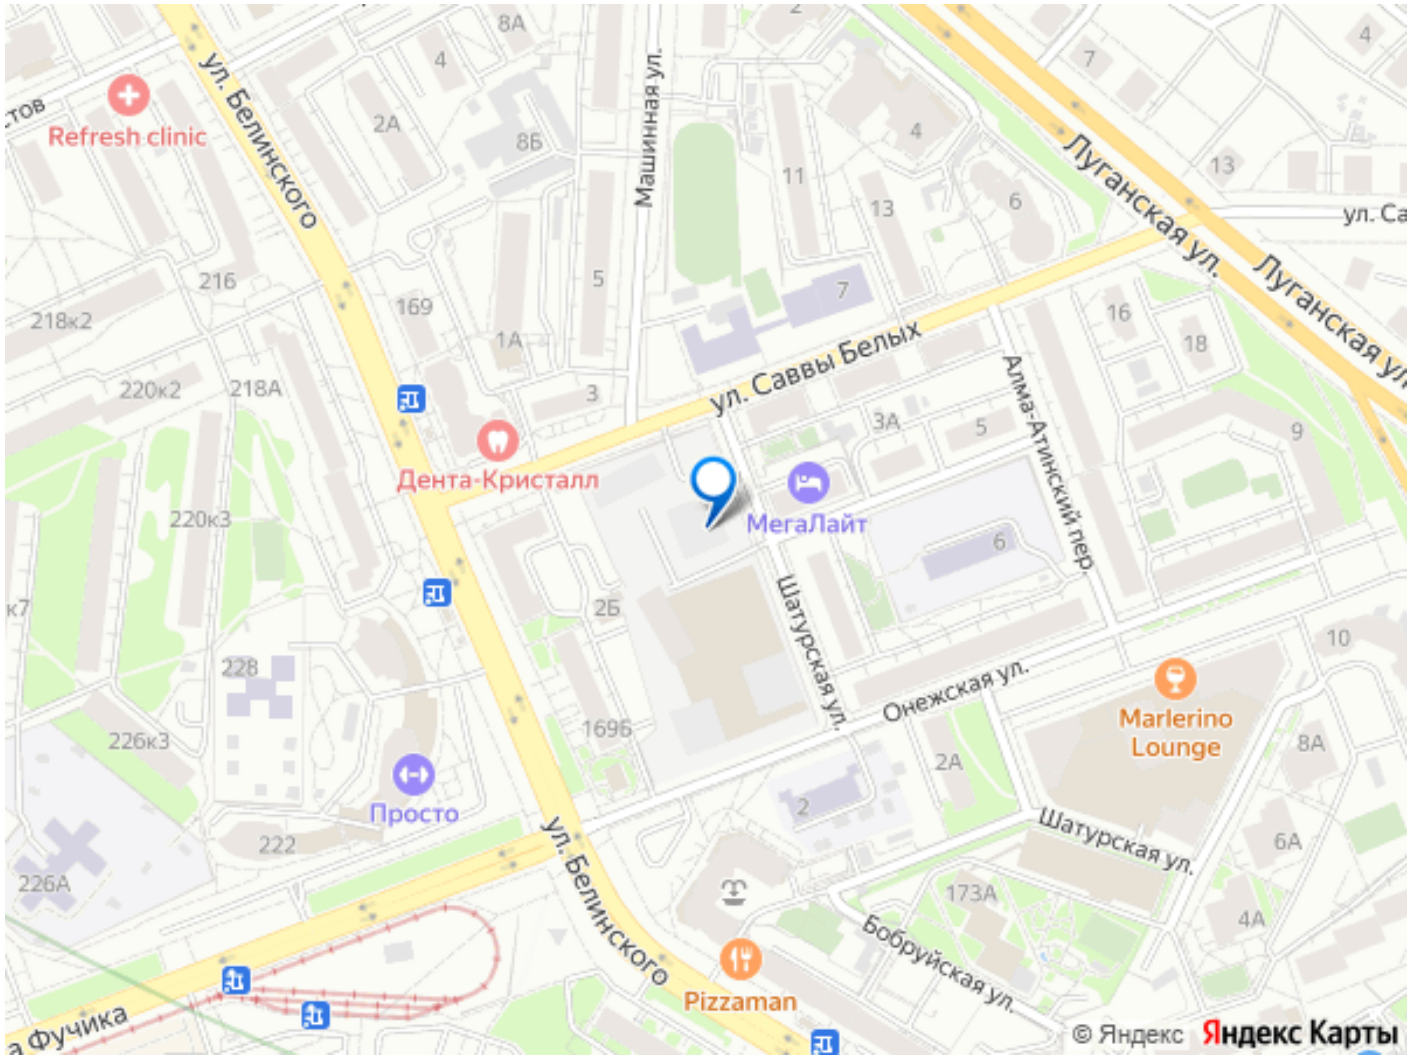 8А
2
4
4
7
тов
Refresh clinic
ул. Белинского
2А
8Б
Машинная ул.
4
Луганская ул.
13
11
13
6
ул. Са
216
5
7
Луганская ул.
218к2
169
1А
ул. Саввы Белых
16
18
220к2
218А
3
3А
5
9
Алма-Атинский пер.
Дента-Кристалл
220к3
МегаЛайт
6
к7
2Б
Шатурская ул.
10
228
Онежская ул.
Marlerino
Lounge
226к3
169Б
2А
8А
Просто
2
Шатурская ул.
222
ул. Белинского
6А
226А
173А
4А
Бобруйская ул.
Pizzaman
а Фучика
© Яндекс Яндекс Карты